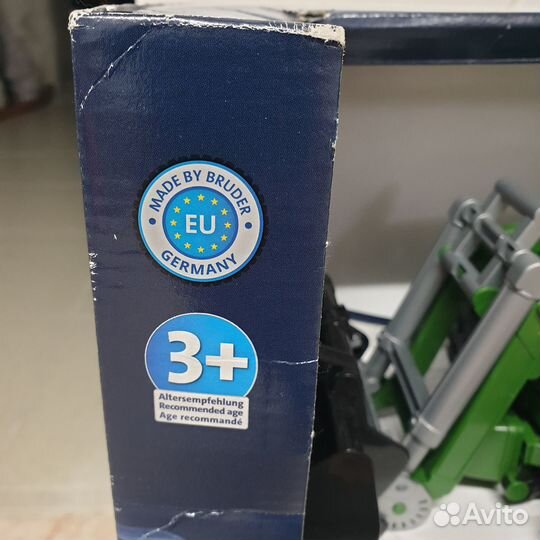 MADE BY BRUDER
EU
GERMANY
3+
Altersempfehlung
Recommended age
Age recommandé
Avito